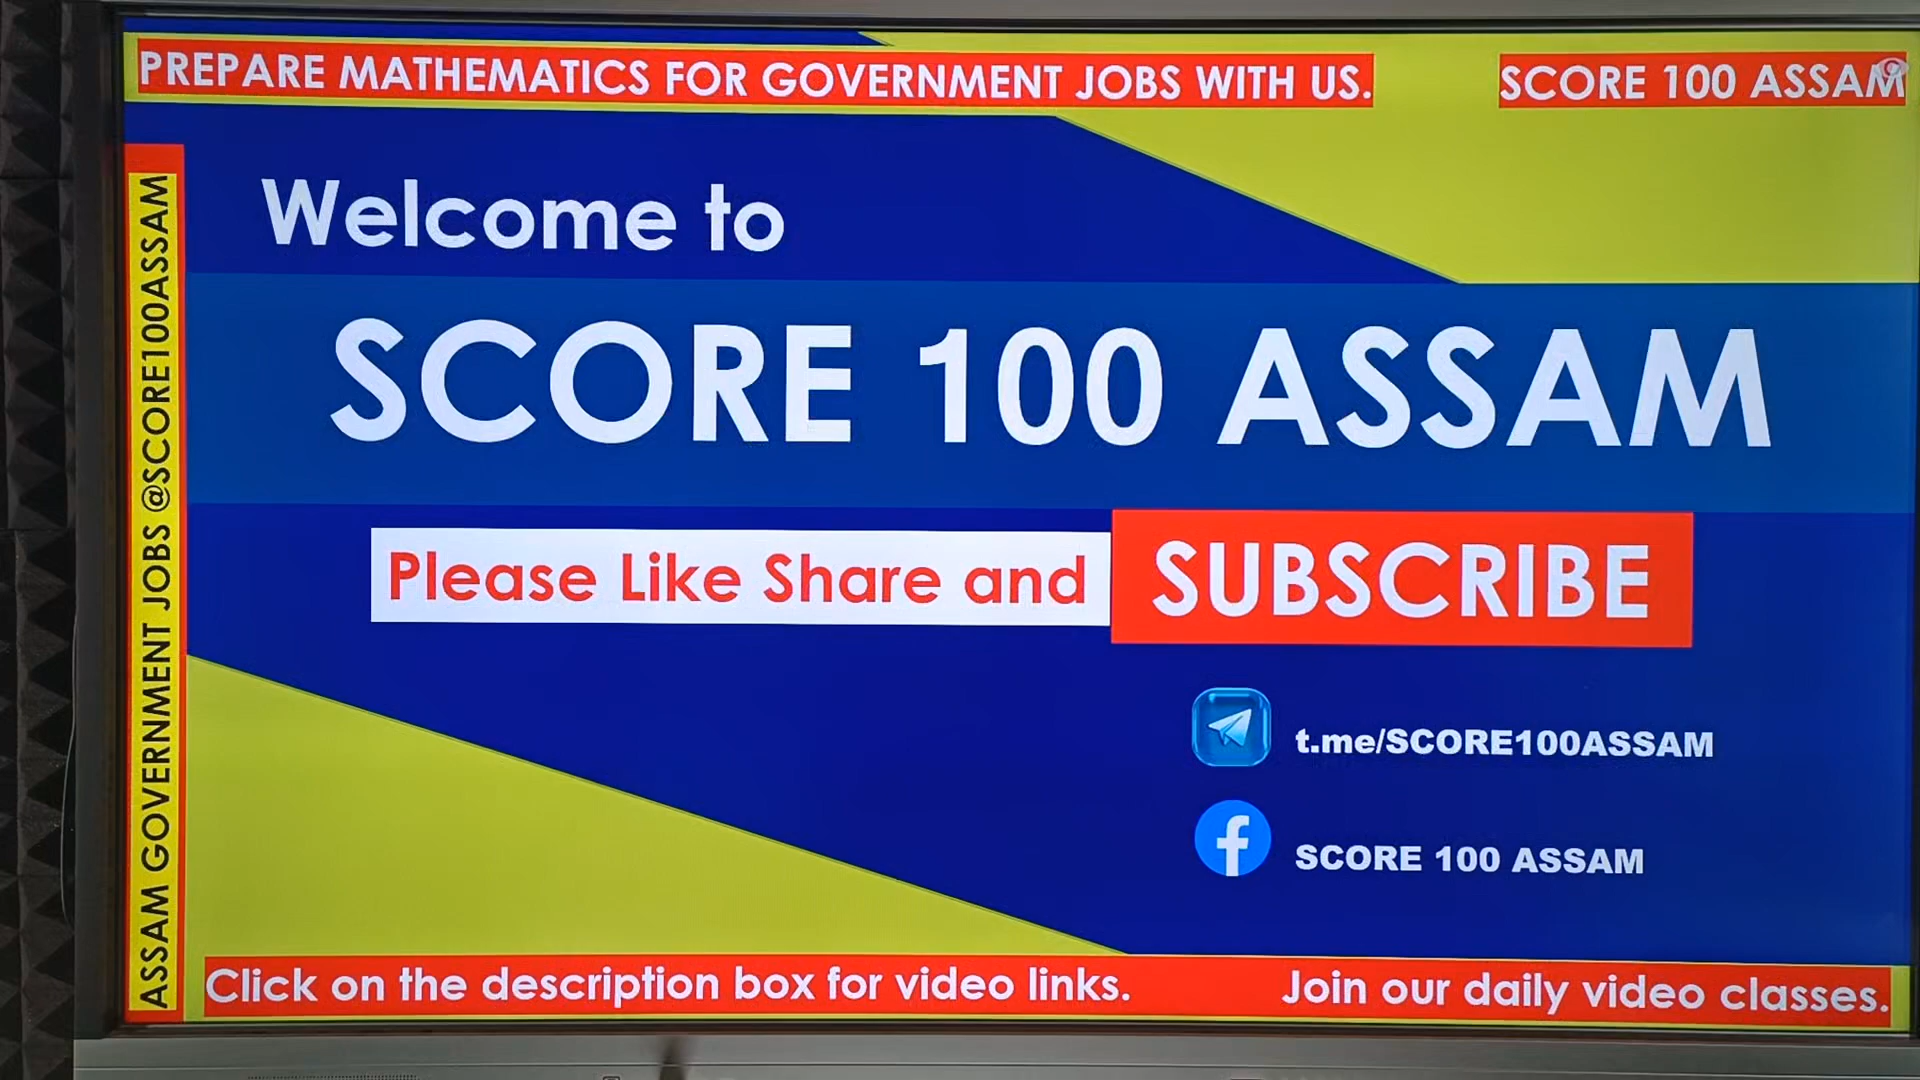 PREPARE MATHEMATICS FOR GOVERNMENT JOBS WITH US.
SCORE 100 ASSAM
ASSAM GOVERNMENT JOBS @SCORE100ASSAM
Welcome to
SCORE 100 ASSAM
Please Like Share and SUBSCRIBE
t.me/SCORE100ASSAM
SCORE 100 ASSAM
Click on the description box for video links.
Join our daily video classes.